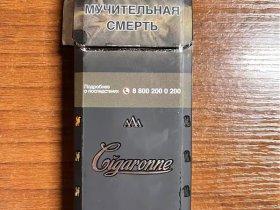 МУЧИТЕЛЬНАЯ
СМЕРТЬ
Подробнее
о последствиях 8 800 200 0 200
Cigaronne